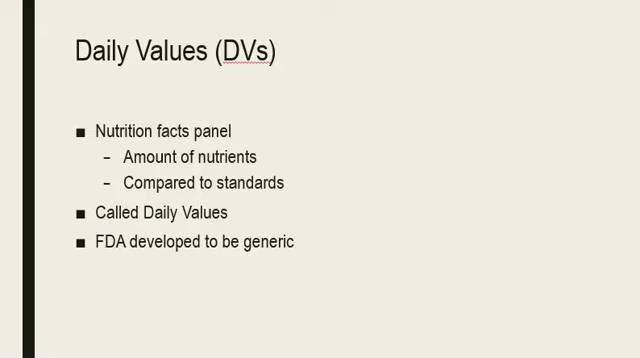 Daily Values (DVs)
■ Nutrition facts panel
– Amount of nutrients
– Compared to standards
■ Called Daily Values
■ FDA developed to be generic